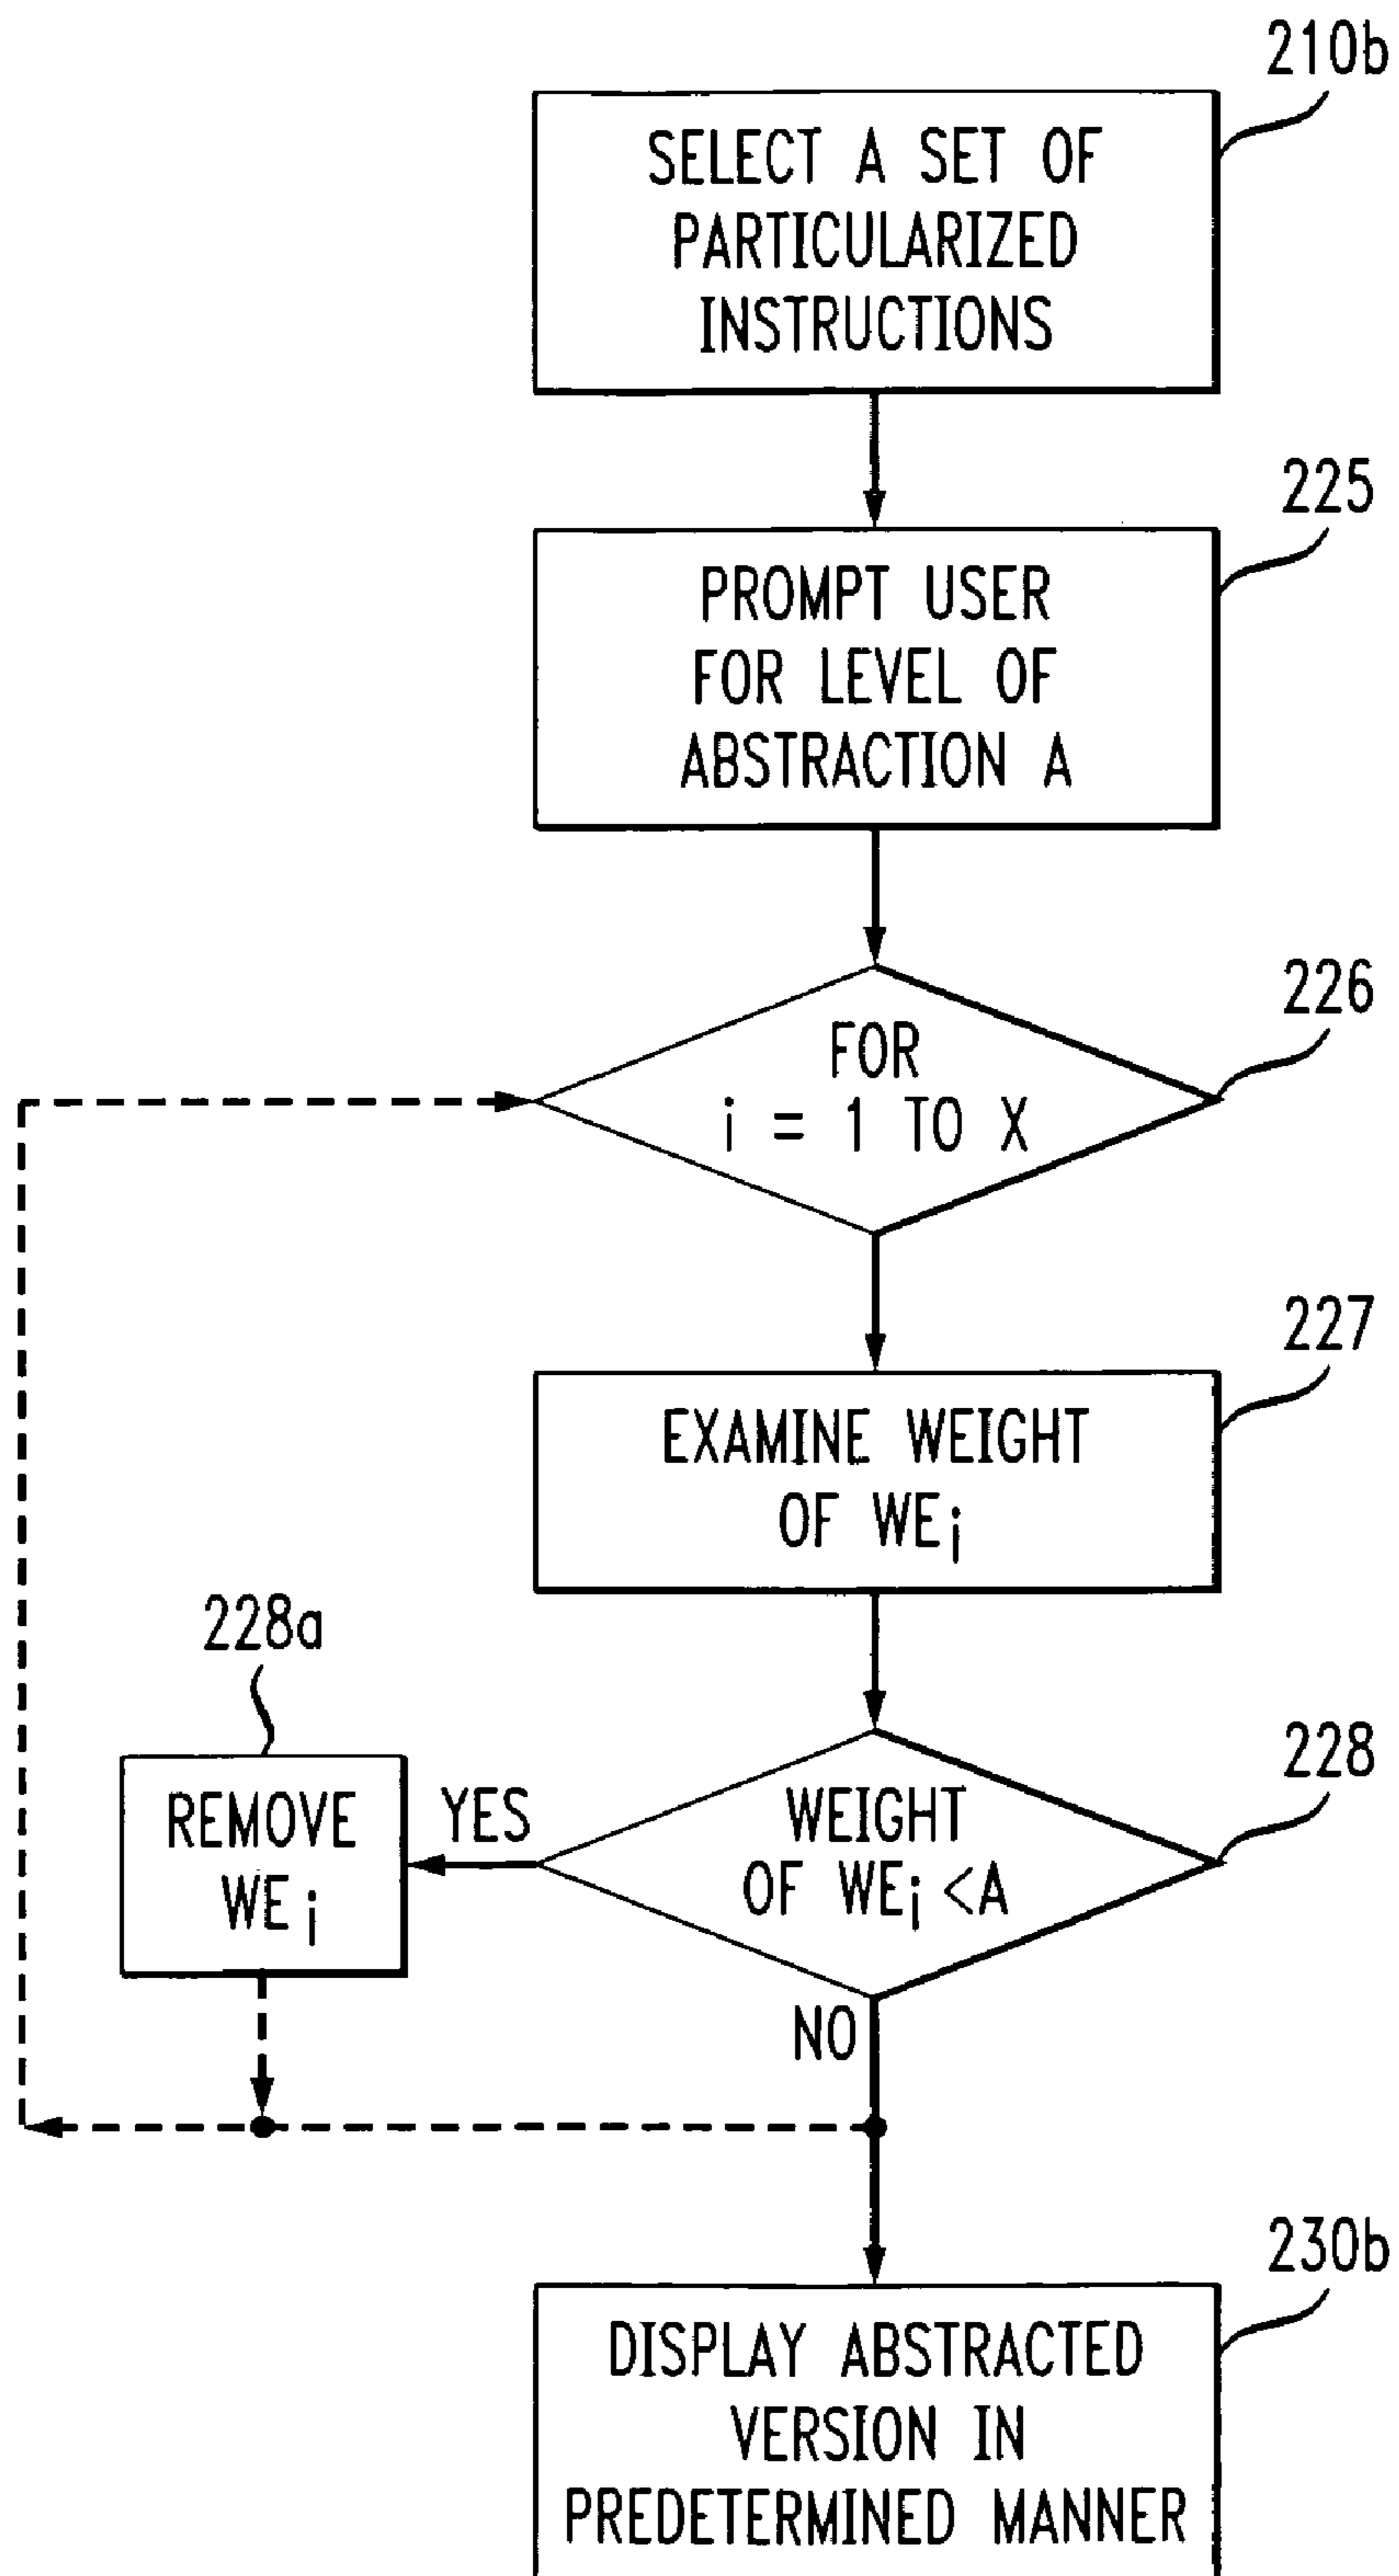 210b
SELECT A SET OF
PARTICULARIZED
INSTRUCTIONS
225
PROMPT USER
FOR LEVEL OF
ABSTRACTION A
226
FOR
i = 1 TO X
227
EXAMINE WEIGHT
OF WEi
228a
REMOVE
WEi
YES
228
WEIGHT
OF WEi <A
NO
230b
DISPLAY ABSTRACTED
VERSION IN
PREDETERMINED MANNER